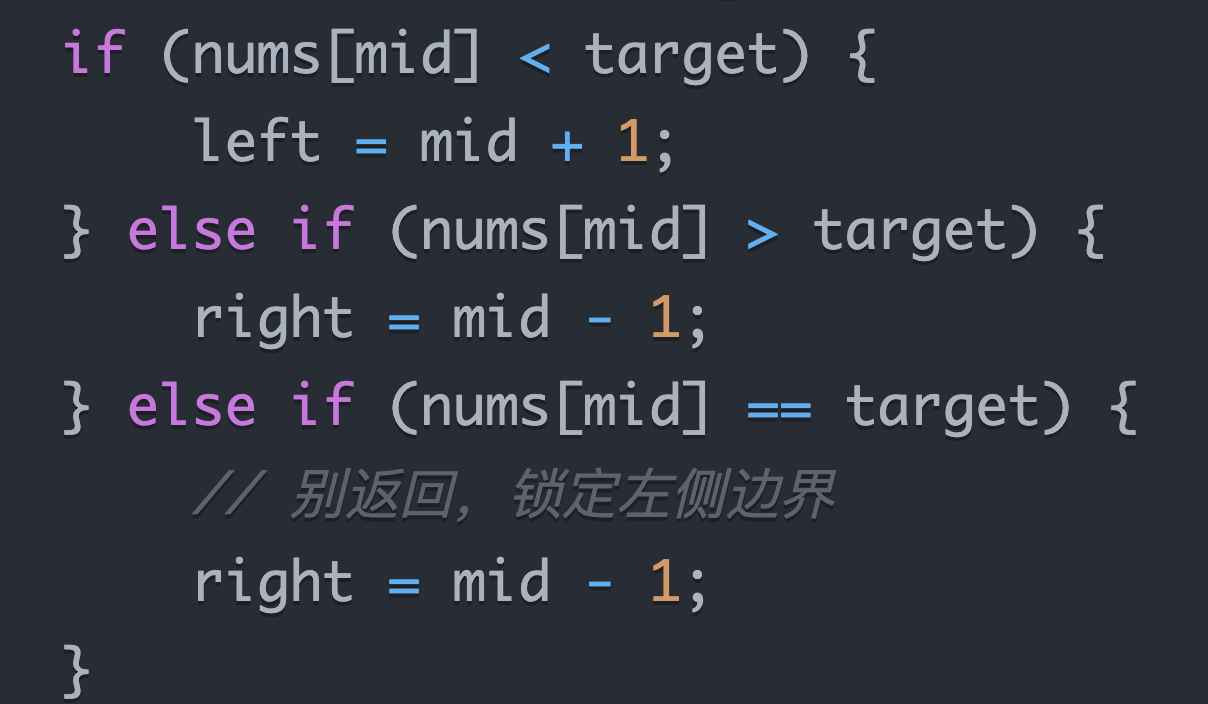 if (nums[mid] < target) {
    left = mid + 1;
} else if (nums[mid] > target) {
    right = mid - 1;
} else if (nums[mid] == target) {
    // 别返回，锁定左侧边界
    right = mid - 1;
}